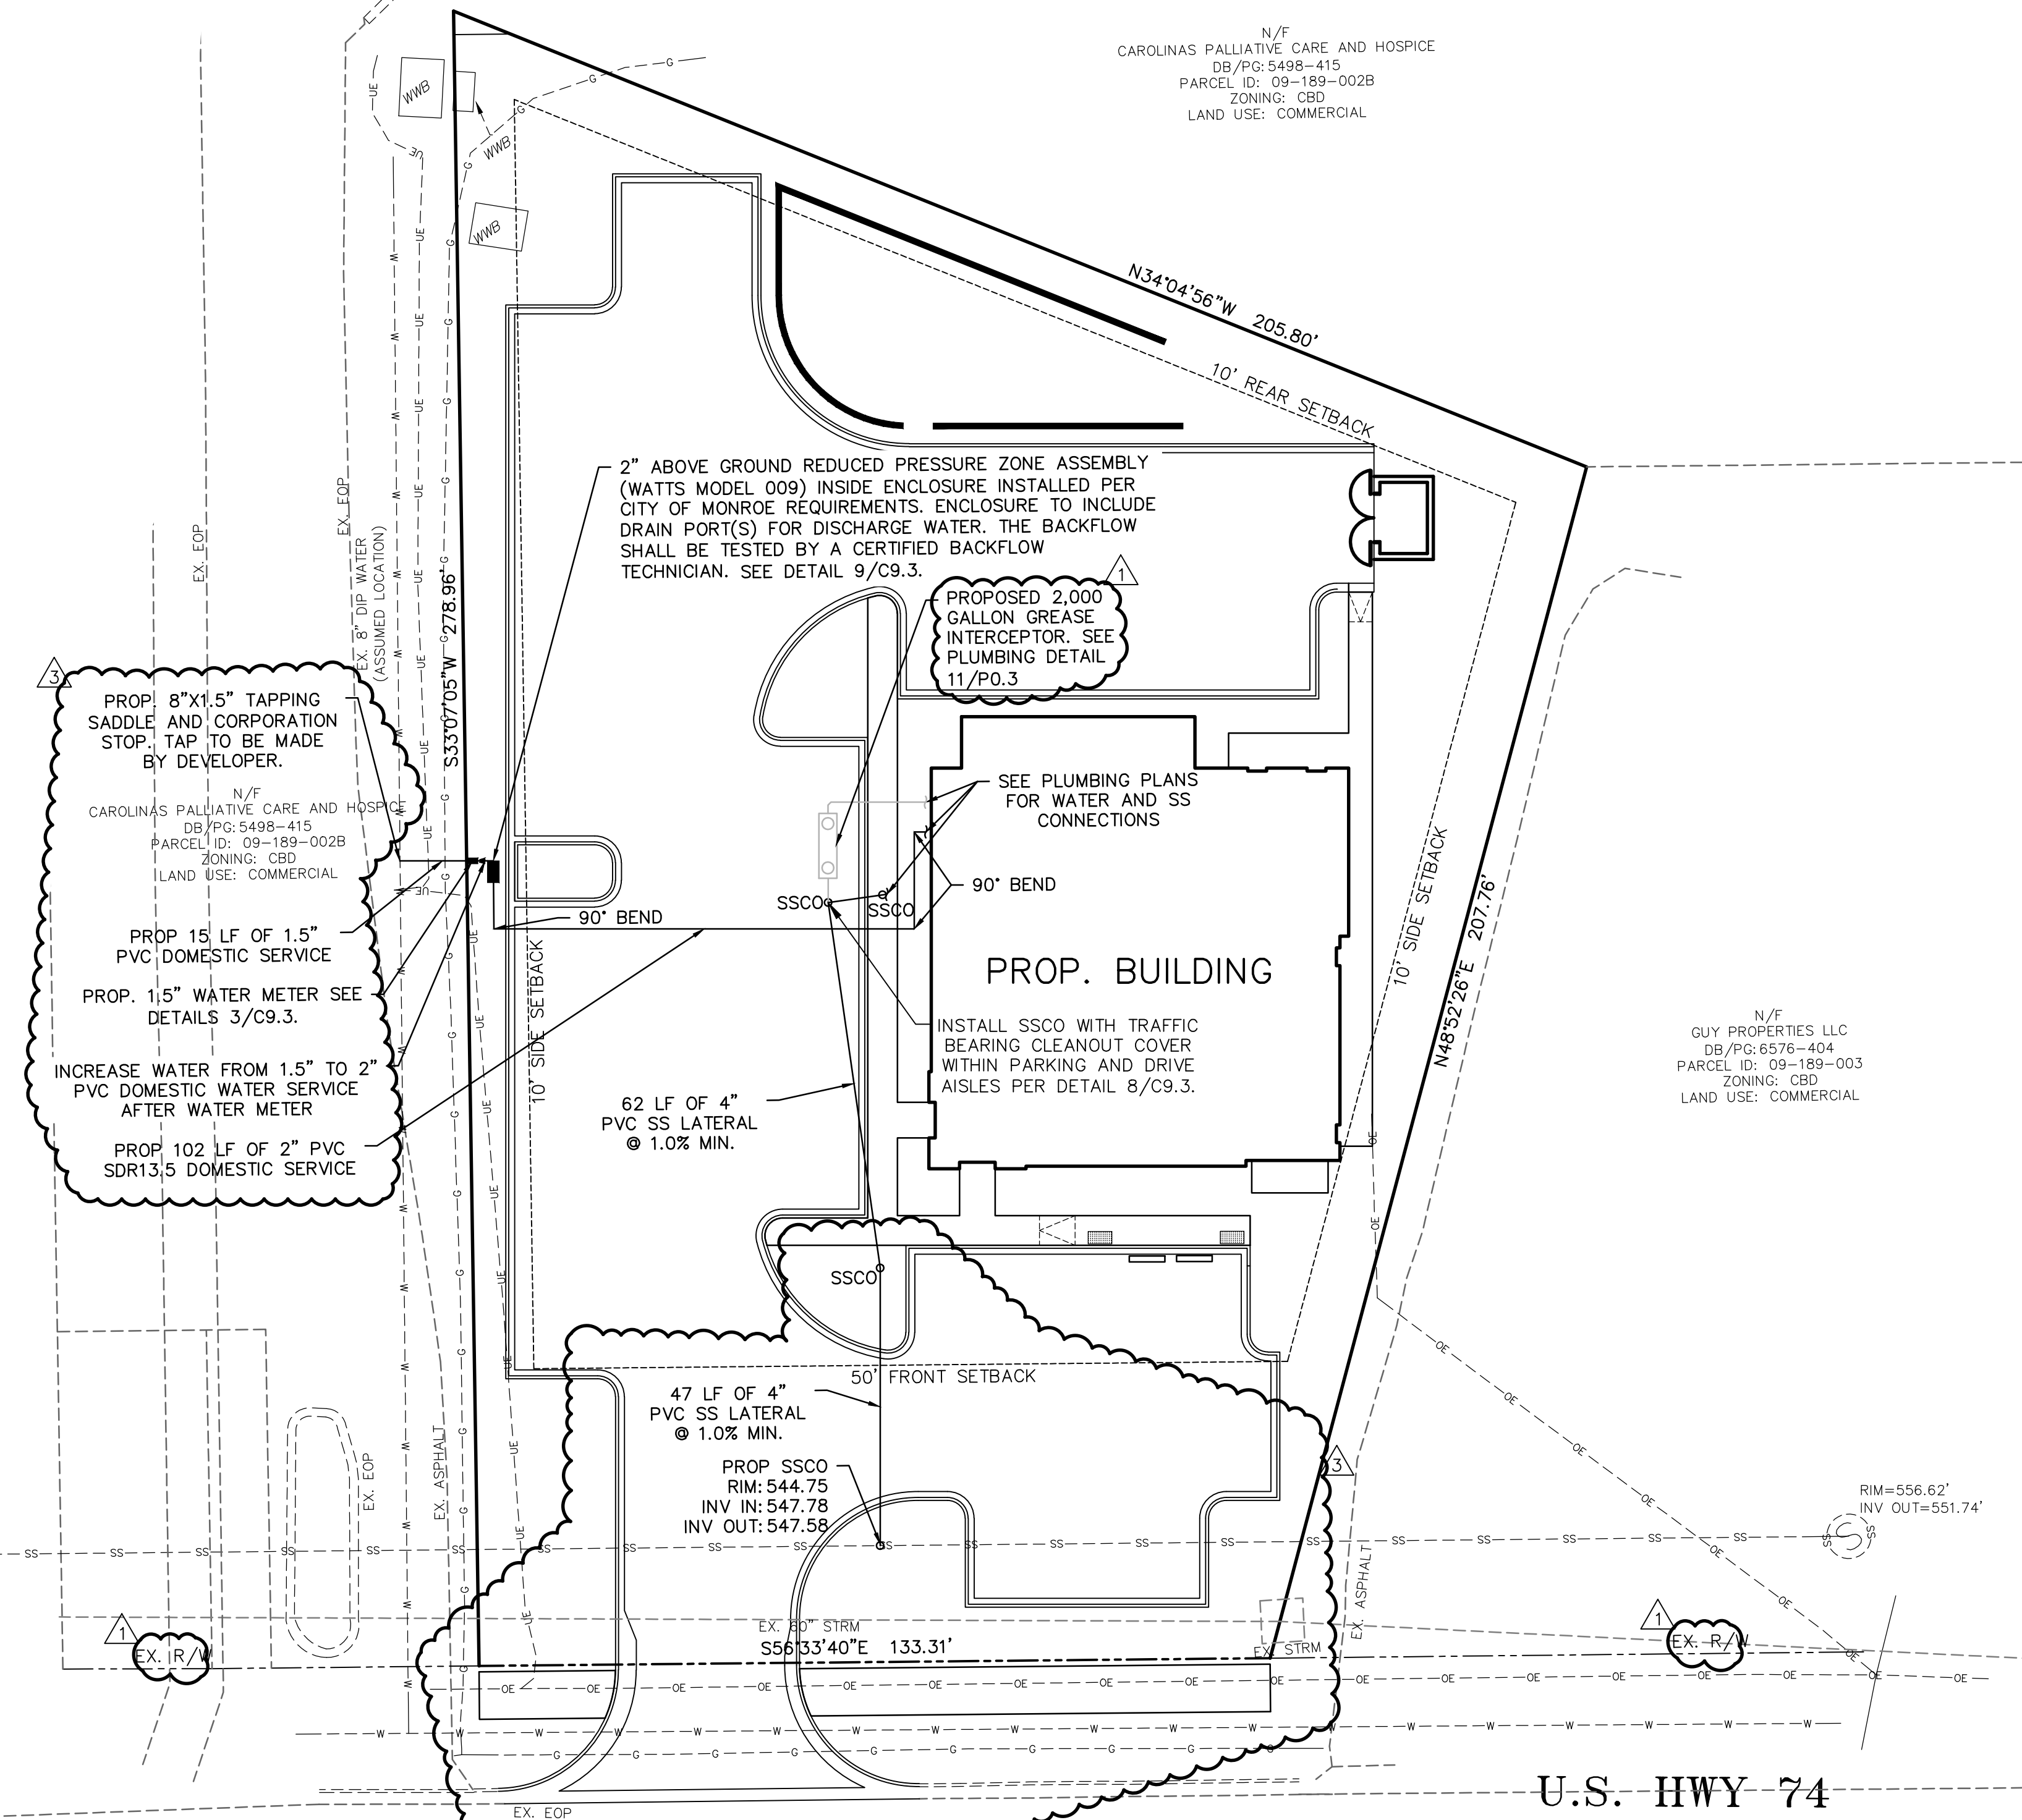 N/F
CAROLINAS PALLIATIVE CARE AND HOSPICE
DB/PG: 5498-415
PARCEL ID: 09-189-002B
ZONING: CBD
LAND USE: COMMERCIAL
WWB
WWB
WWB
N34°04'56"W 205.80'
10' REAR SETBACK
2" ABOVE GROUND REDUCED PRESSURE ZONE ASSEMBLY
(WATTS MODEL 009) INSIDE ENCLOSURE INSTALLED PER
CITY OF MONROE REQUIREMENTS. ENCLOSURE TO INCLUDE
DRAIN PORT(S) FOR DISCHARGE WATER. THE BACKFLOW
SHALL BE TESTED BY A CERTIFIED BACKFLOW
TECHNICIAN. SEE DETAIL 9/C9.3.
1
PROPOSED 2,000
GALLON GREASE
INTERCEPTOR. SEE
PLUMBING DETAIL
11/P0.3
EX. EOP
EX. EOP
EX. 8" DIP WATER
(ASSUMED LOCATION)
S33°07'05"W 278.96'
3
PROP. 8"X1.5" TAPPING
SADDLE AND CORPORATION
STOP. TAP TO BE MADE
BY DEVELOPER.
N/F
CAROLINAS PALLIATIVE CARE AND HOSPICE
DB/PG: 5498-415
PARCEL ID: 09-189-002B
ZONING: CBD
LAND USE: COMMERCIAL
PROP 15 LF OF 1.5"
PVC DOMESTIC SERVICE
PROP. 1.5" WATER METER SEE
DETAILS 3/C9.3.
INCREASE WATER FROM 1.5" TO 2"
PVC DOMESTIC WATER SERVICE
AFTER WATER METER
PROP 102 LF OF 2" PVC
SDR13.5 DOMESTIC SERVICE
SEE PLUMBING PLANS
FOR WATER AND SS
CONNECTIONS
90° BEND
SSCO
SSCO
90° BEND
10' SIDE SETBACK
PROP. BUILDING
INSTALL SSCO WITH TRAFFIC
BEARING CLEANOUT COVER
WITHIN PARKING AND DRIVE
AISLES PER DETAIL 8/C9.3.
10' SIDE SETBACK
N48°52'26"E 207.76'
N/F
GUY PROPERTIES LLC
DB/PG: 6576-404
PARCEL ID: 09-189-003
ZONING: CBD
LAND USE: COMMERCIAL
62 LF OF 4"
PVC SS LATERAL
@ 1.0% MIN.
SSCO
50' FRONT SETBACK
47 LF OF 4"
PVC SS LATERAL
@ 1.0% MIN.
PROP SSCO
RIM: 544.75
INV IN: 547.78
INV OUT: 547.58
3
EX. EOP
EX. ASPHALT
EX. ASPHALT
RIM=556.62'
INV OUT=551.74'
S
1
EX. R/W
1
EX. R/W
EX. 60" STRM
S56°33'40"E 133.31'
EX. STRM
U.S. HWY 74
EX. EOP